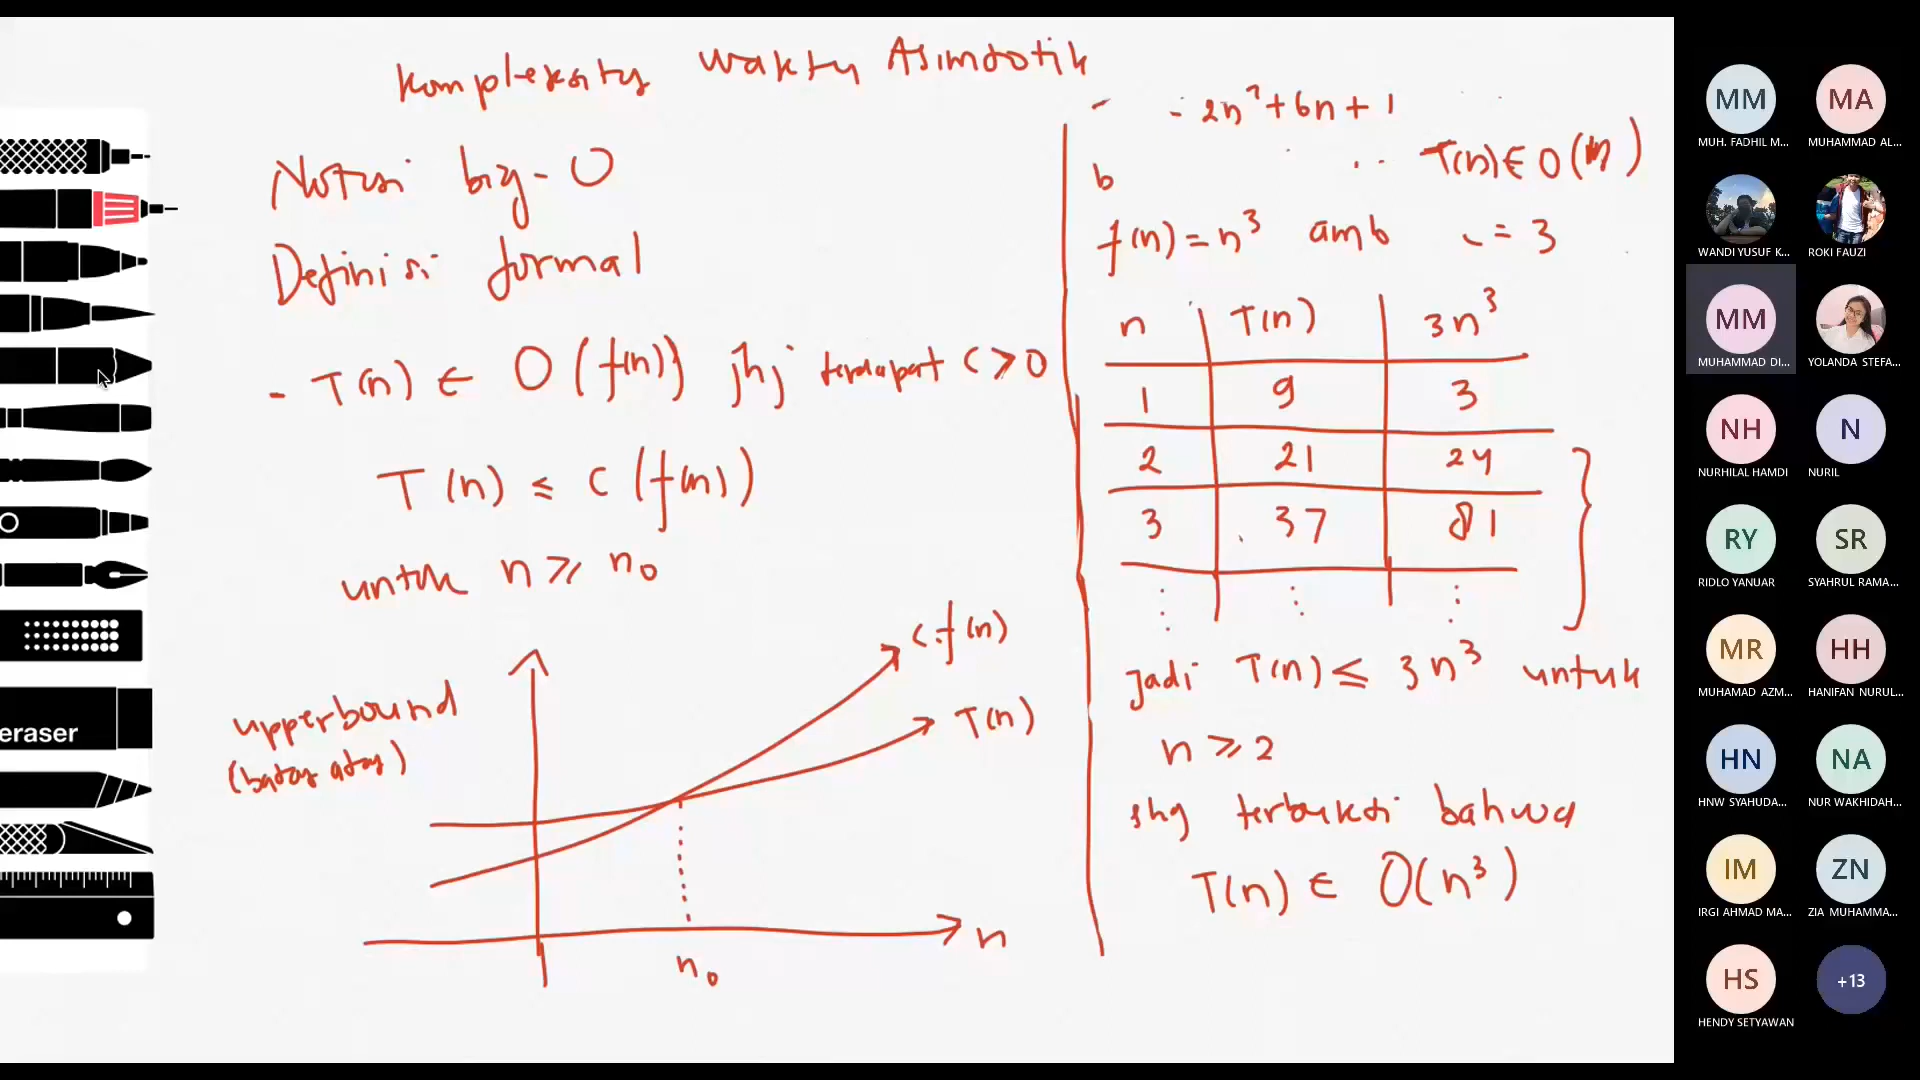 Kompleksitas Waktu Asimtotik
Notasi big-O
Definisi formal
- T(n) ∈ O(f(n)) jhj terdapat C > 0
T(n) ≤ C(f(n))
untuk n ≥ n₀
upperbound
(batas atas)
C.f(n)
T(n)
n
n₀
- 2n² + 6n + 1
b
T(n) ∈ O(n)
f(n) = n³ amb c = 3
n | T(n) | 3n³
1 | 9 | 3
2 | 21 | 24
3 | 37 | 81
⋮ ⋮ ⋮
jadi T(n) ≤ 3n³ untuk
n ≥ 2
shg terbukti bahwa
T(n) ∈ O(n³)
eraser
MM
MUH. FADHIL M...
MA
MUHAMMAD AL...
WANDI YUSUF K...
ROKI FAUZI
MM
MUHAMMAD DI...
YOLANDA STEFA...
NH
NURHILAL HAMDI
N
NURIL
RY
RIDLO YANUAR
SR
SYAHRUL RAMA...
MR
MUHAMAD AZM...
HH
HANIFAN NURUL...
HN
HNW SYAHUDA...
NA
NUR WAKHIDAH...
IM
IRGI AHMAD MA...
ZN
ZIA MUHAMMA...
HS
HENDY SETYAWAN
+13